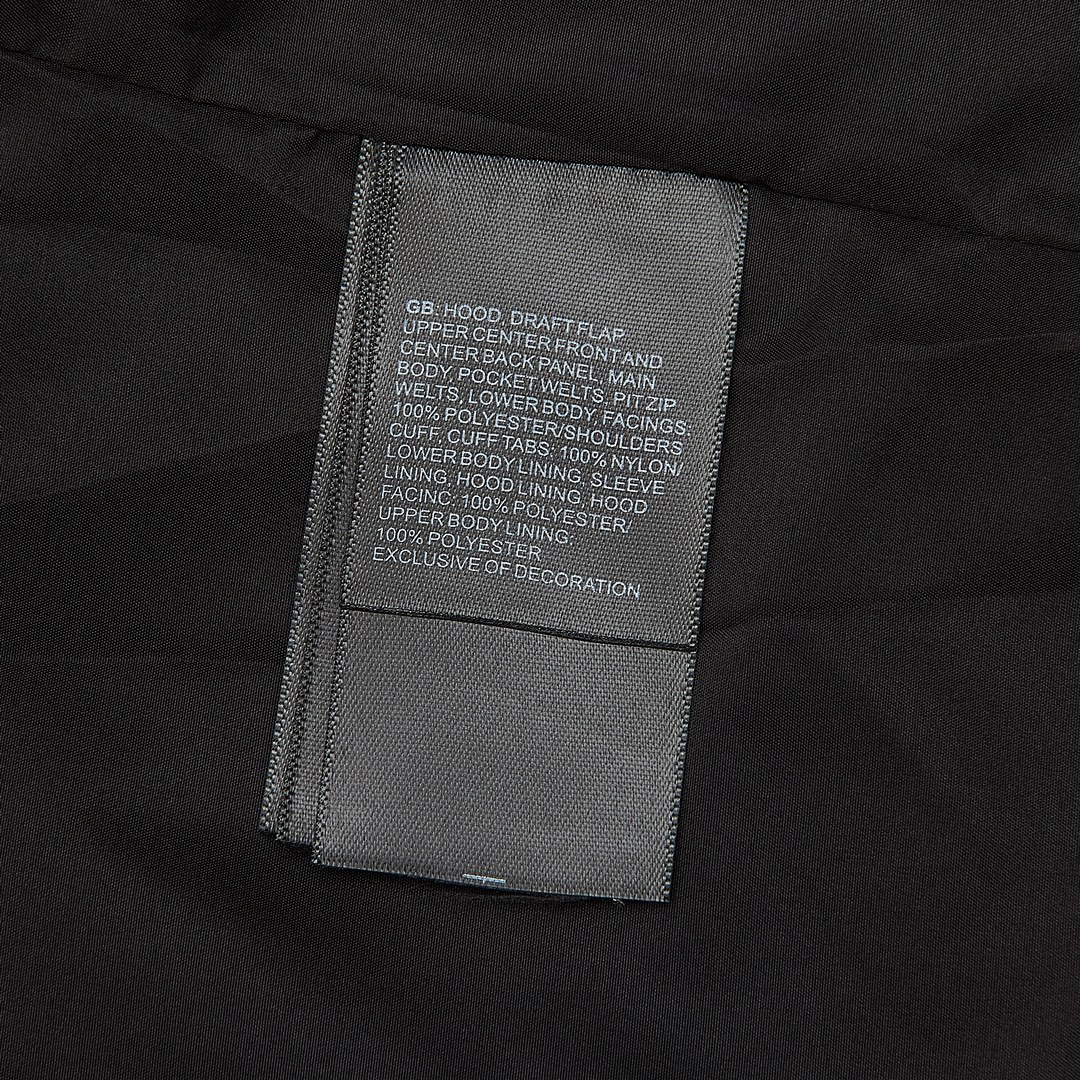 GB: HOOD, DRAFT FLAP,
UPPER CENTER FRONT AND
CENTER BACK PANEL, MAIN
BODY, POCKET WELTS, PIT ZIP
WELTS, LOWER BODY, FACINGS:
100% POLYESTER/SHOULDERS
CUFF, CUFF TABS: 100% NYLON/
LOWER BODY LINING, SLEEVE
LINING, HOOD LINING, HOOD
FACINC: 100% POLYESTER/
UPPER BODY LINING:
100% POLYESTER
EXCLUSIVE OF DECORATION